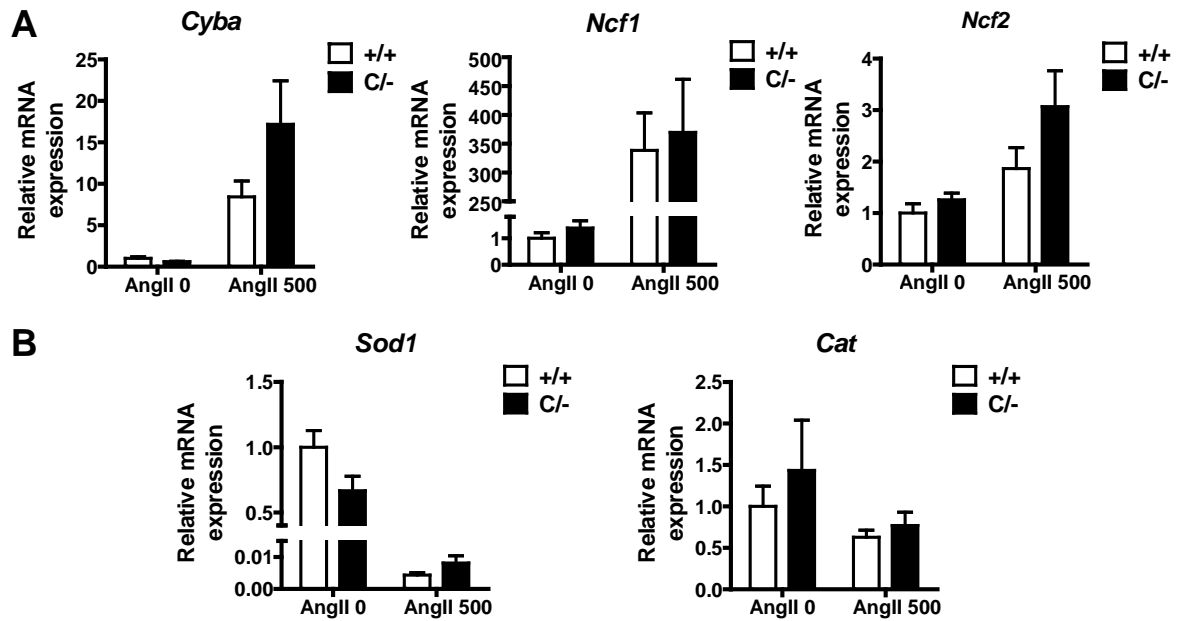 A
Cyba
+/+
C/-
Relative mRNA
expression
25
20
15
10
5
0
AngII 0
AngII 500
Ncf1
+/+
C/-
Relative mRNA
expression
500
450
400
350
300
250
1
0
AngII 0
AngII 500
Ncf2
+/+
C/-
Relative mRNA
expression
4
3
2
1
0
AngII 0
AngII 500
B
Sod1
+/+
C/-
Relative mRNA
expression
1.5
1.0
0.5
0.01
0.00
AngII 0
AngII 500
Cat
+/+
C/-
Relative mRNA
expression
2.5
2.0
1.5
1.0
0.5
0.0
AngII 0
AngII 500